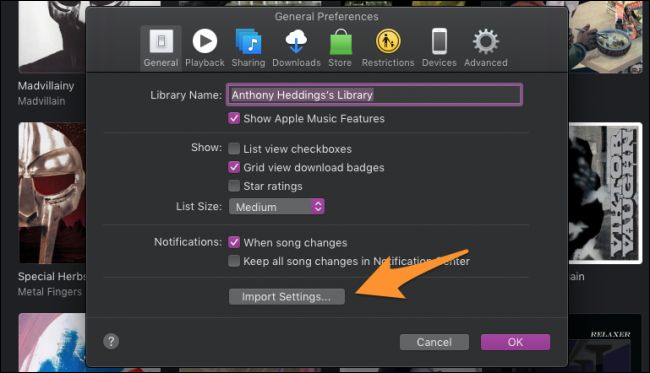 General Preferences
General Playback Sharing Downloads Store Restrictions Devices Advanced
Madvillainy
Madvillain
Library Name: Anthony Heddings's Library
Show Apple Music Features
Show: List view checkboxes
Grid view download badges
Star ratings
List Size: Medium
VIKTOR
VAUGHN
Notifications: When song changes
Special Herbs
Metal Fingers
Keep all song changes in Notification Center
ain
Import Settings...
? Cancel OK
RELAXER